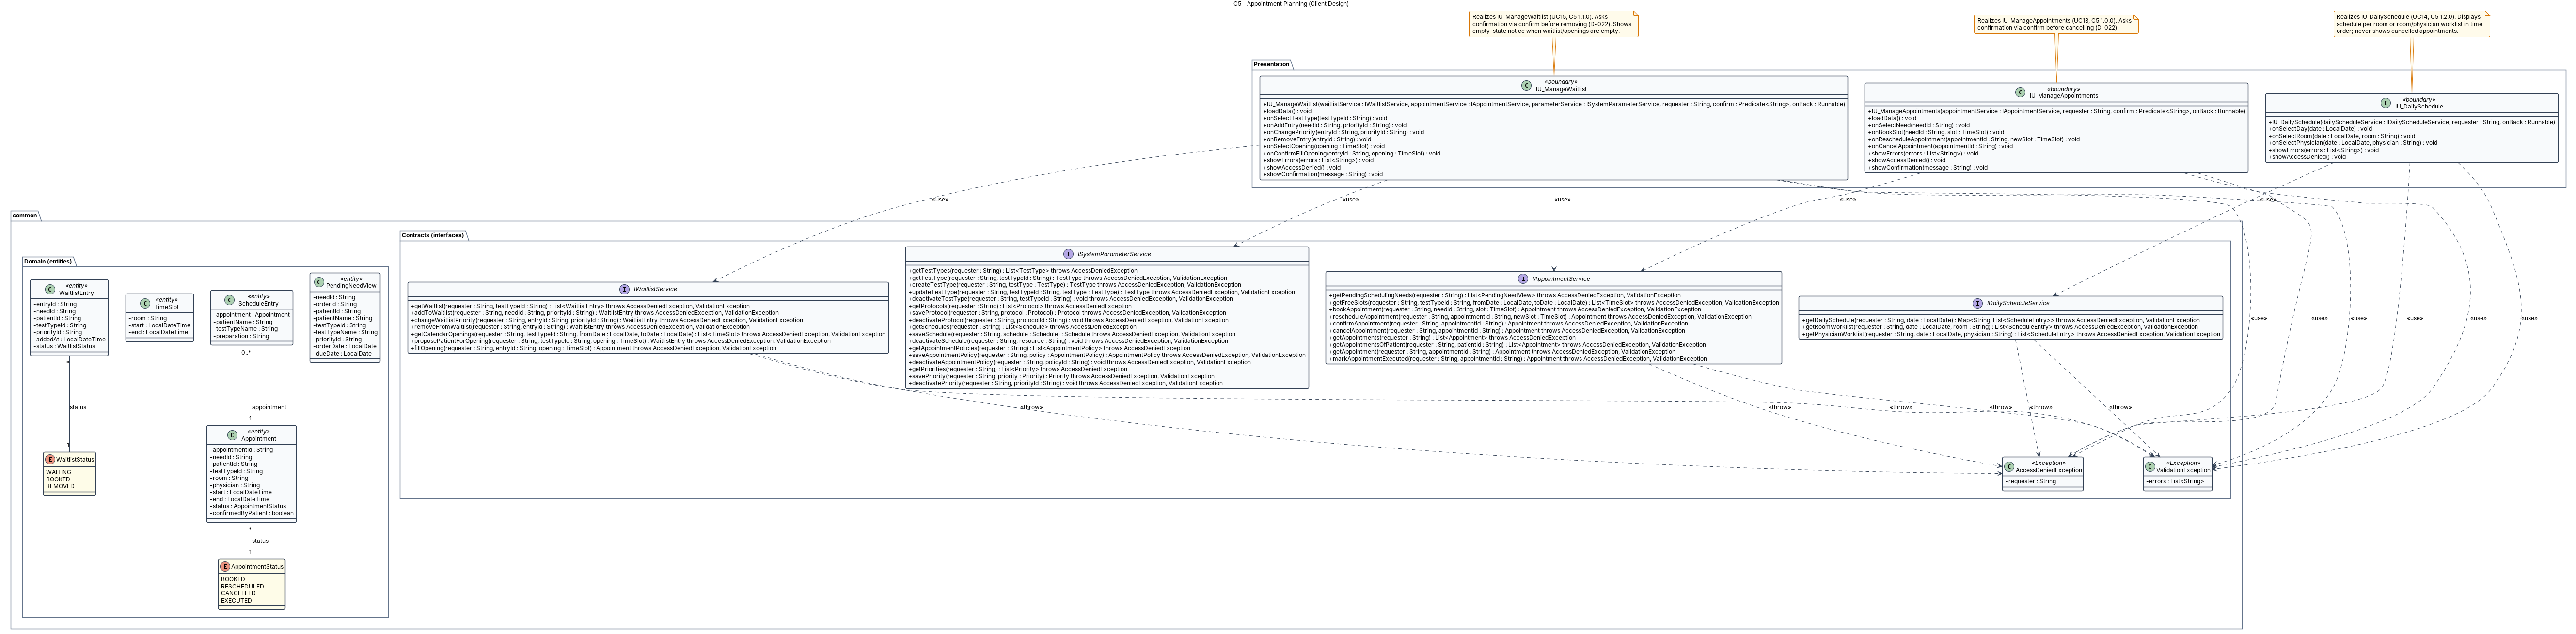 C5 - Appointment Planning (Client Design)
Realizes IU_ManageWaitlist (UC15, C5 1.1.0). Asks
confirmation via confirm before removing (D-022). Shows
empty-state notice when waitlist/openings are empty.
Realizes IU_ManageAppointments (UC13, C5 1.0.0). Asks
confirmation via confirm before cancelling (D-022).
Realizes IU_DailySchedule (UC14, C5 1.2.0). Displays
schedule per room or room/physician worklist in time
order; never shows cancelled appointments.
Presentation
«boundary»
IU_ManageWaitlist
+IU_ManageWaitlist(waitlistService : IWaitlistService, appointmentService : IAppointmentService, parameterService : ISystemParameterService, requester : String, confirm : Predicate<String>, onBack : Runnable)
+loadData() : void
+onSelectTestType(testTypeId : String) : void
+onAddEntry(needId : String, priorityId : String) : void
+onChangePriority(entryId : String, priorityId : String) : void
+onRemoveEntry(entryId : String) : void
+onSelectOpening(opening : TimeSlot) : void
+onConfirmFillOpening(entryId : String, opening : TimeSlot) : void
+showErrors(errors : List<String>) : void
+showAccessDenied() : void
+showConfirmation(message : String) : void
«boundary»
IU_ManageAppointments
+IU_ManageAppointments(appointmentService : IAppointmentService, requester : String, confirm : Predicate<String>, onBack : Runnable)
+loadData() : void
+onSelectNeed(needId : String) : void
+onBookSlot(needId : String, slot : TimeSlot) : void
+onRescheduleAppointment(appointmentId : String, newSlot : TimeSlot) : void
+onCancelAppointment(appointmentId : String) : void
+showErrors(errors : List<String>) : void
+showAccessDenied() : void
+showConfirmation(message : String) : void
«boundary»
IU_DailySchedule
+IU_DailySchedule(dailyScheduleService : IDailyScheduleService, requester : String, onBack : Runnable)
+onSelectDay(date : LocalDate) : void
+onSelectRoom(date : LocalDate, room : String) : void
+onSelectPhysician(date : LocalDate, physician : String) : void
+showErrors(errors : List<String>) : void
+showAccessDenied() : void
«use»
«use»
«use»
«use»
«use»
common
Domain (entities)
«entity»
WaitlistEntry
-entryId : String
-needId : String
-patientId : String
-testTypeId : String
-priorityId : String
-addedAt : LocalDateTime
-status : WaitlistStatus
«entity»
TimeSlot
-room : String
-start : LocalDateTime
-end : LocalDateTime
«entity»
ScheduleEntry
-appointment : Appointment
-patientName : String
-testTypeName : String
-preparation : String
«entity»
PendingNeedView
-needId : String
-orderId : String
-patientId : String
-patientName : String
-testTypeId : String
-testTypeName : String
-priorityId : String
-orderDate : LocalDate
-dueDate : LocalDate
*
status
1
WaitlistStatus
WAITING
BOOKED
REMOVED
0..*
appointment
1
«entity»
Appointment
-appointmentId : String
-needId : String
-patientId : String
-testTypeId : String
-room : String
-physician : String
-start : LocalDateTime
-end : LocalDateTime
-status : AppointmentStatus
-confirmedByPatient : boolean
*
status
1
AppointmentStatus
BOOKED
RESCHEDULED
CANCELLED
EXECUTED
Contracts (interfaces)
IWaitlistService
+getWaitlist(requester : String, testTypeId : String) : List<WaitlistEntry> throws AccessDeniedException, ValidationException
+addToWaitlist(requester : String, needId : String, priorityId : String) : WaitlistEntry throws AccessDeniedException, ValidationException
+changeWaitlistPriority(requester : String, entryId : String, priorityId : String) : WaitlistEntry throws AccessDeniedException, ValidationException
+removeFromWaitlist(requester : String, entryId : String) : WaitlistEntry throws AccessDeniedException, ValidationException
+getCalendarOpenings(requester : String, testTypeId : String, fromDate : LocalDate, toDate : LocalDate) : List<TimeSlot> throws AccessDeniedException, ValidationException
+proposePatientForOpening(requester : String, testTypeId : String, opening : TimeSlot) : WaitlistEntry throws AccessDeniedException, ValidationException
+fillOpening(requester : String, entryId : String, opening : TimeSlot) : Appointment throws AccessDeniedException, ValidationException
ISystemParameterService
+getTestTypes(requester : String) : List<TestType> throws AccessDeniedException
+getTestType(requester : String, testTypeId : String) : TestType throws AccessDeniedException, ValidationException
+createTestType(requester : String, testType : TestType) : TestType throws AccessDeniedException, ValidationException
+updateTestType(requester : String, testTypeId : String, testType : TestType) : TestType throws AccessDeniedException, ValidationException
+deactivateTestType(requester : String, testTypeId : String) : void throws AccessDeniedException, ValidationException
+getProtocols(requester : String) : List<Protocol> throws AccessDeniedException
+saveProtocol(requester : String, protocol : Protocol) : Protocol throws AccessDeniedException, ValidationException
+deactivateProtocol(requester : String, protocolId : String) : void throws AccessDeniedException, ValidationException
+getSchedules(requester : String) : List<Schedule> throws AccessDeniedException
+saveSchedule(requester : String, schedule : Schedule) : Schedule throws AccessDeniedException, ValidationException
+deactivateSchedule(requester : String, resource : String) : void throws AccessDeniedException, ValidationException
+getAppointmentPolicies(requester : String) : List<AppointmentPolicy> throws AccessDeniedException
+saveAppointmentPolicy(requester : String, policy : AppointmentPolicy) : AppointmentPolicy throws AccessDeniedException, ValidationException
+deactivateAppointmentPolicy(requester : String, policyId : String) : void throws AccessDeniedException, ValidationException
+getPriorities(requester : String) : List<Priority> throws AccessDeniedException
+savePriority(requester : String, priority : Priority) : Priority throws AccessDeniedException, ValidationException
+deactivatePriority(requester : String, priorityId : String) : void throws AccessDeniedException, ValidationException
IAppointmentService
+getPendingSchedulingNeeds(requester : String) : List<PendingNeedView> throws AccessDeniedException, ValidationException
+getFreeSlots(requester : String, testTypeId : String, fromDate : LocalDate, toDate : LocalDate) : List<TimeSlot> throws AccessDeniedException, ValidationException
+bookAppointment(requester : String, needId : String, slot : TimeSlot) : Appointment throws AccessDeniedException, ValidationException
+rescheduleAppointment(requester : String, appointmentId : String, newSlot : TimeSlot) : Appointment throws AccessDeniedException, ValidationException
+confirmAppointment(requester : String, appointmentId : String) : Appointment throws AccessDeniedException, ValidationException
+cancelAppointment(requester : String, appointmentId : String) : Appointment throws AccessDeniedException, ValidationException
+getAppointments(requester : String) : List<Appointment> throws AccessDeniedException
+getAppointmentsOfPatient(requester : String, patientId : String) : List<Appointment> throws AccessDeniedException, ValidationException
+getAppointment(requester : String, appointmentId : String) : Appointment throws AccessDeniedException, ValidationException
+markAppointmentExecuted(requester : String, appointmentId : String) : Appointment throws AccessDeniedException, ValidationException
IDailyScheduleService
+getDailySchedule(requester : String, date : LocalDate) : Map<String, List<ScheduleEntry>> throws AccessDeniedException, ValidationException
+getRoomWorklist(requester : String, date : LocalDate, room : String) : List<ScheduleEntry> throws AccessDeniedException, ValidationException
+getPhysicianWorklist(requester : String, date : LocalDate, physician : String) : List<ScheduleEntry> throws AccessDeniedException, ValidationException
«use»
«use»
«use»
«use»
«use»
«use»
«throw»
«throw»
«throw»
«throw»
«throw»
«Exception»
AccessDeniedException
-requester : String
«Exception»
ValidationException
-errors : List<String>